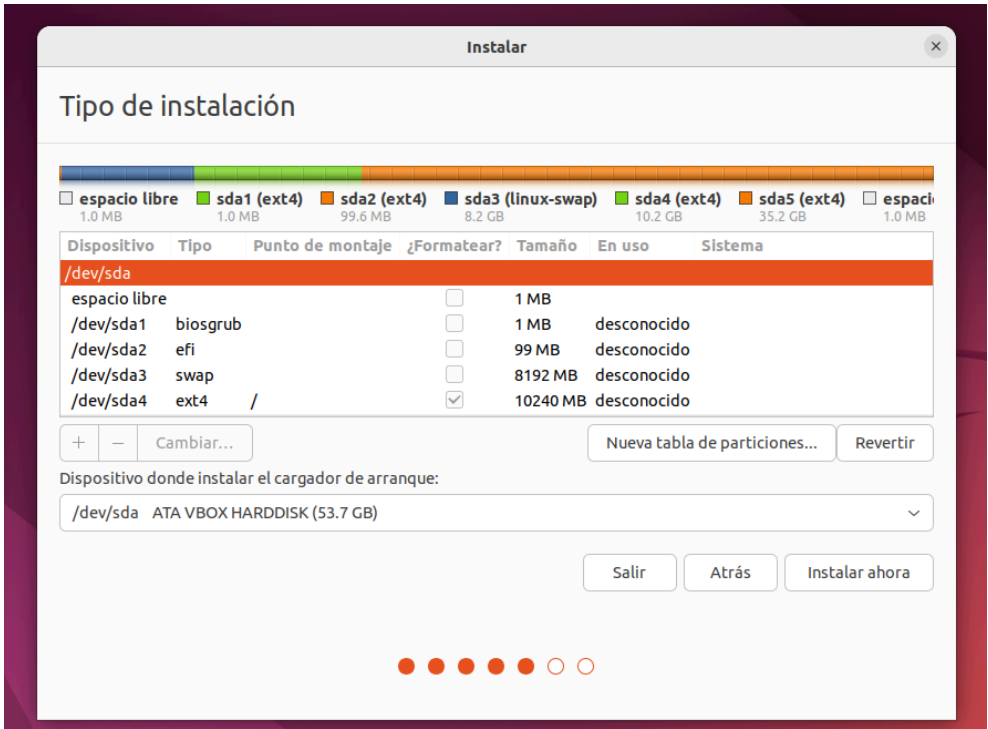 Instalar
Tipo de instalación
espacio libre sda1 (ext4) sda2 (ext4) sda3 (linux-swap) sda4 (ext4) sda5 (ext4)
1.0 MB 1.0 MB 99.6 MB 8.2 GB 10.2 GB 35.2 GB 1.0 MB
Dispositivo Tipo Punto de montaje ¿Formatear? Tamaño En uso Sistema
/dev/sda
espacio libre 1 MB
/dev/sda1 biosgrub 1 MB desconocido
/dev/sda2 efi 99 MB desconocido
/dev/sda3 swap 8192 MB desconocido
/dev/sda4 ext4 / 10240 MB desconocido
+ − Cambiar... Nueva tabla de particiones... Revertir
Dispositivo donde instalar el cargador de arranque:
/dev/sda ATA VBOX HARDDISK (53.7 GB)
Salir Atrás Instalar ahora